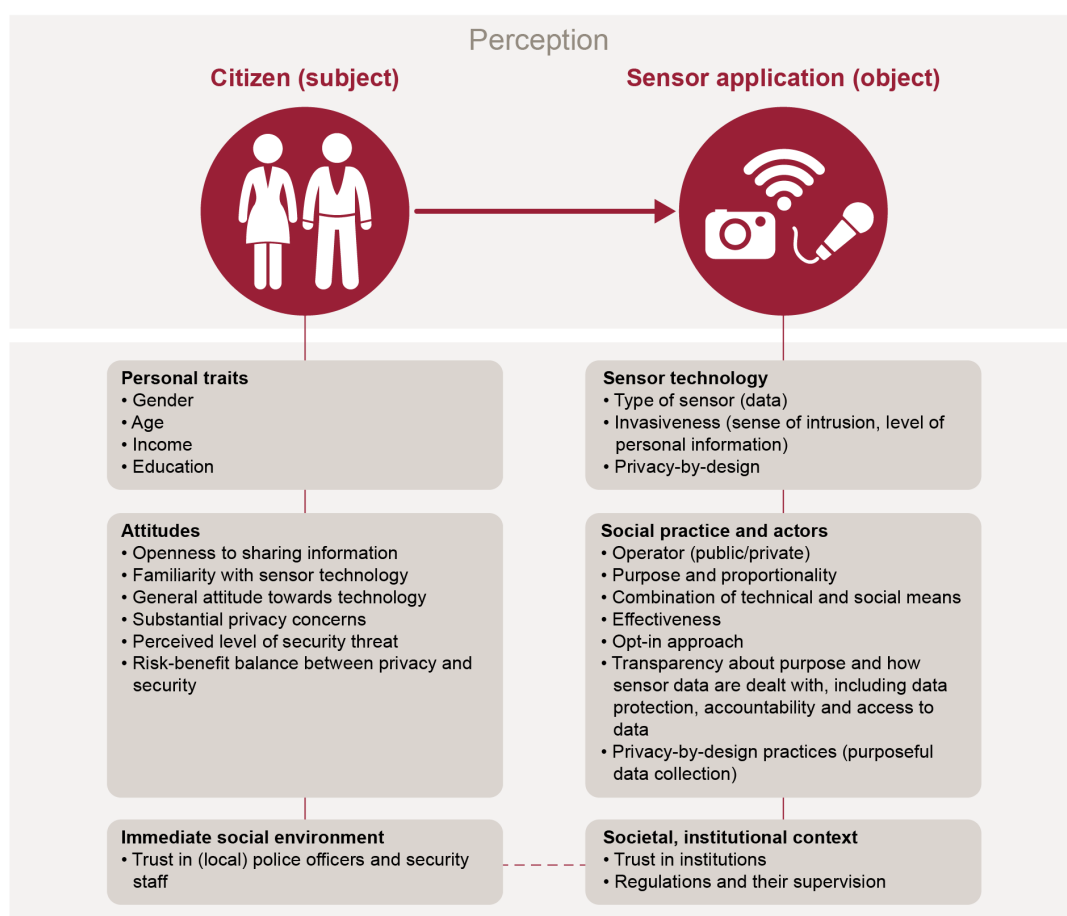 Perception
Citizen (subject)
Sensor application (object)
Personal traits
• Gender
• Age
• Income
• Education
Attitudes
• Openness to sharing information
• Familiarity with sensor technology
• General attitude towards technology
• Substantial privacy concerns
• Perceived level of security threat
• Risk-benefit balance between privacy and
security
Immediate social environment
• Trust in (local) police officers and security
staff
Sensor technology
• Type of sensor (data)
• Invasiveness (sense of intrusion, level of
personal information)
• Privacy-by-design
Social practice and actors
• Operator (public/private)
• Purpose and proportionality
• Combination of technical and social means
• Effectiveness
• Opt-in approach
• Transparency about purpose and how
sensor data are dealt with, including data
protection, accountability and access to
data
• Privacy-by-design practices (purposeful
data collection)
Societal, institutional context
• Trust in institutions
• Regulations and their supervision